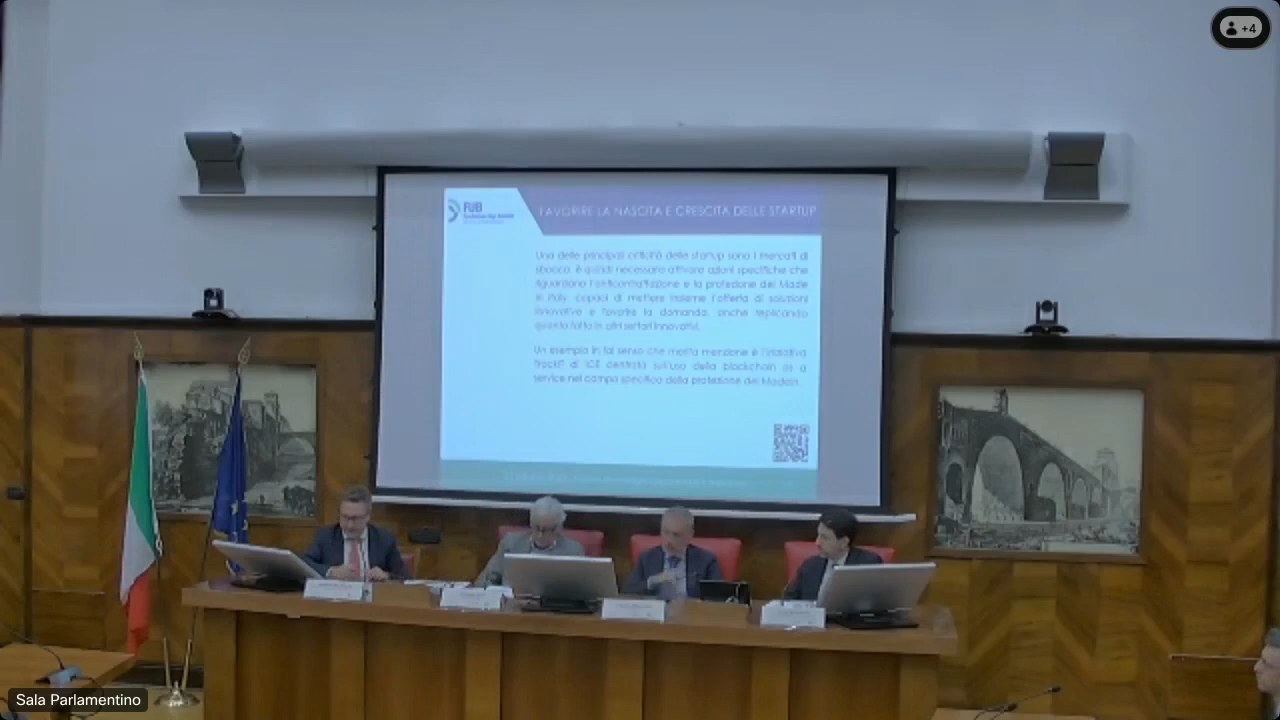 +4
FUB
FAVORIRE LA NASCITA E CRESCITA DELLE STARTUP
Una delle principali criticità delle startup sono i mercati di
sbocco, è quindi necessario attivare azioni specifiche che
riguardano l'anticontraffazione e la protezione del Made
in Italy, capaci di mettere insieme l'offerta di soluzioni
innovative e favorire la domanda, anche replicando
quanto fatto in altri settori innovativi.
Un esempio in tal senso che merita menzione è l'iniziativa
TrackIT di ICE centrata sull'uso della blockchain as a
service nel campo specifico della protezione del MadeIn.
Sala Parlamentino